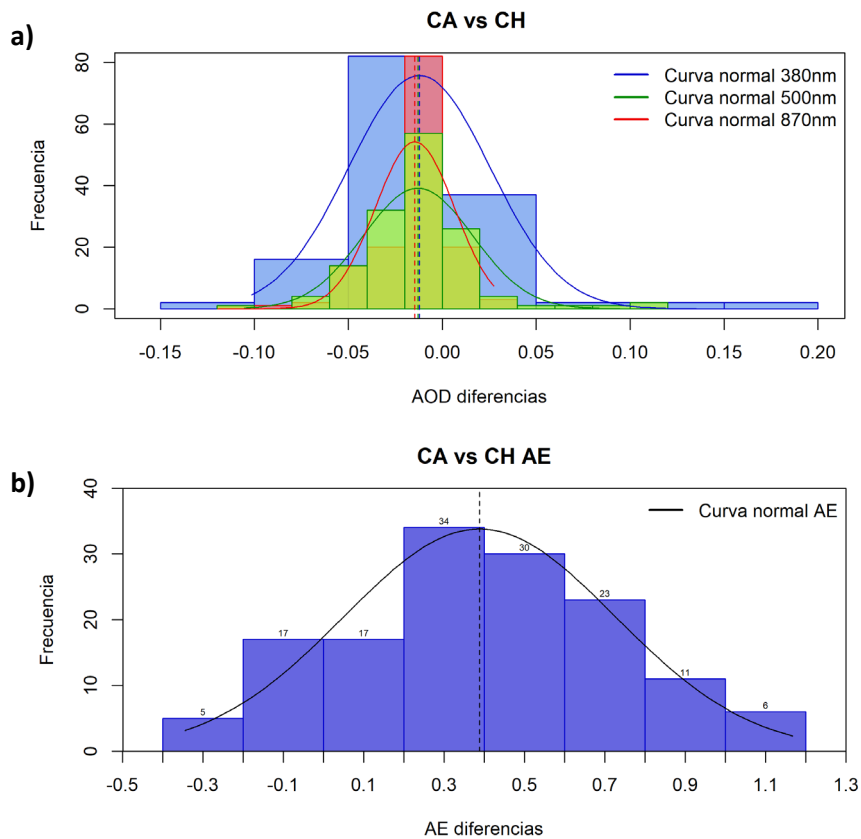 a)
CA vs CH
Frecuencia
80
60
40
20
0
Curva normal 380nm
Curva normal 500nm
Curva normal 870nm
-0.15 -0.10 -0.05 0.00 0.05 0.10 0.15 0.20
AOD diferencias
b)
CA vs CH AE
Frecuencia
40
30
20
10
0
Curva normal AE
5 17 17 34 30 23 11 6
-0.5 -0.3 -0.1 0.1 0.3 0.5 0.7 0.9 1.1 1.3
AE diferencias